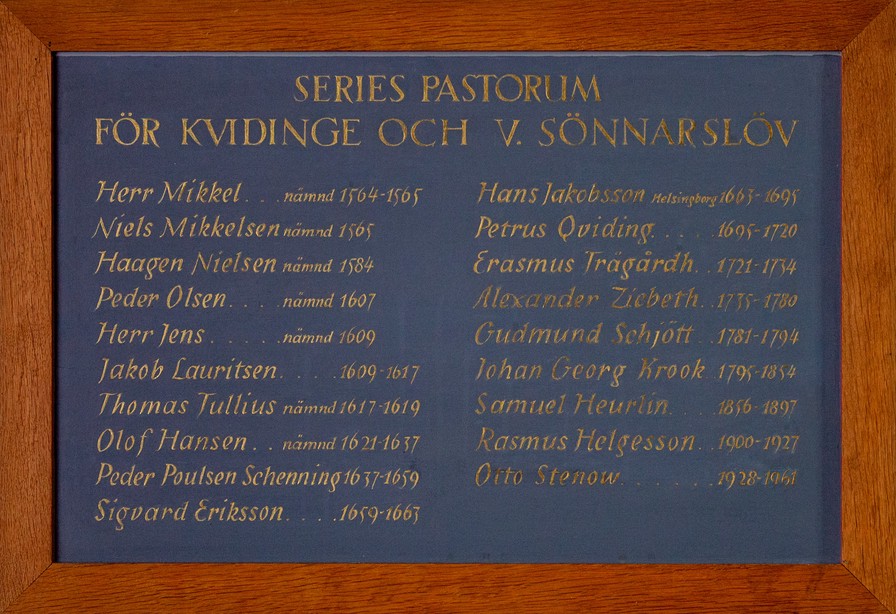 SERIES PASTORUM
FÖR KVIDINGE OCH V. SÖNNARSLÖV
Herr Mikkel . . . nämnd 1564-1565
Niels Mikkelsen nämnd 1565
Haagen Nielsen nämnd 1584
Peder Olsen . . . nämnd 1607
Herr Jens . . . . . nämnd 1609
Jakob Lauritsen . . . . 1609-1617
Thomas Tullius nämnd 1617-1619
Olof Hansen . . nämnd 1621-1637
Peder Poulsen Schenning 1637-1659
Sigvard Eriksson . . . . 1659-1663
Hans Jakobsson Helsingborg 1663-1695
Petrus Qviding . . . . 1695-1720
Erasmus Trägårdh . . 1721-1734
Alexander Ziebeth . . 1735-1780
Gudmund Schjött . . 1781-1794
Johan Georg Krook 1795-1854
Samuel Heurlin . . . 1856-1897
Rasmus Helgesson . . 1900-1927
Otto Stenow . . . . . . 1928-1961